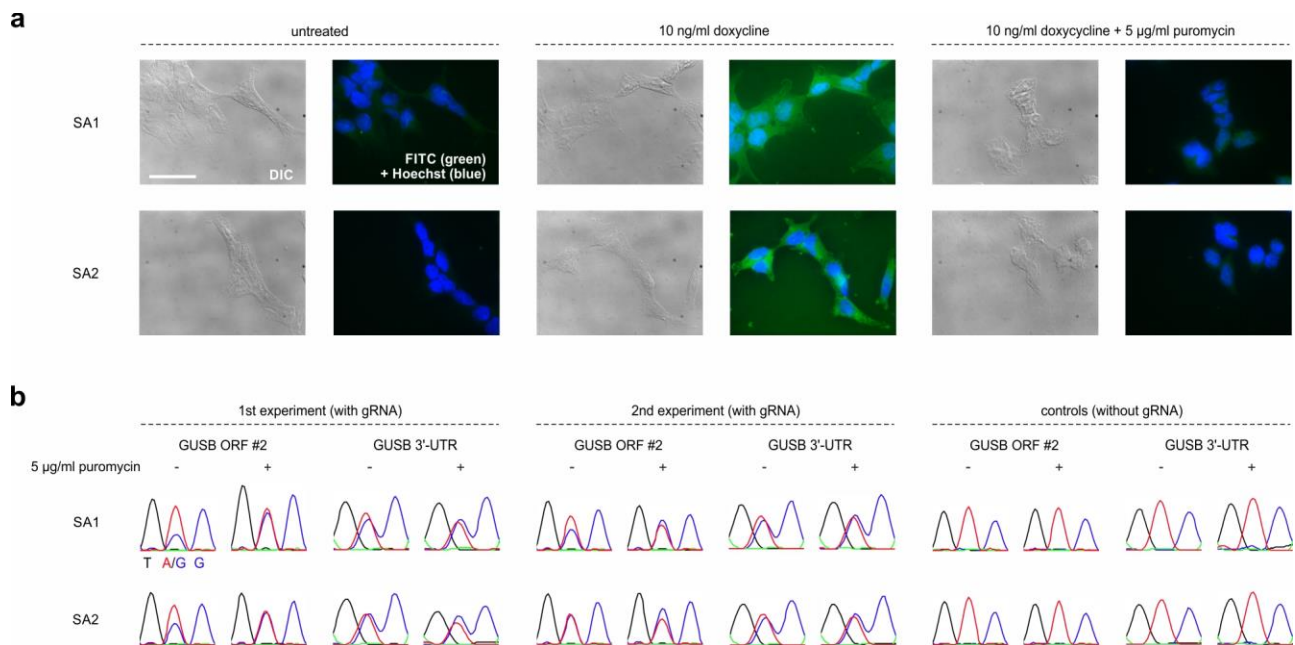 a
untreated
10 ng/ml doxycline
10 ng/ml doxycycline + 5 µg/ml puromycin
SA1
DIC
FITC (green)
+ Hoechst (blue)
SA2
b
1st experiment (with gRNA)
2nd experiment (with gRNA)
controls (without gRNA)
GUSB ORF #2 GUSB 3'-UTR GUSB ORF #2 GUSB 3'-UTR GUSB ORF #2 GUSB 3'-UTR
5 µg/ml puromycin - + - + - + - + - + - +
SA1
T A/G G
SA2